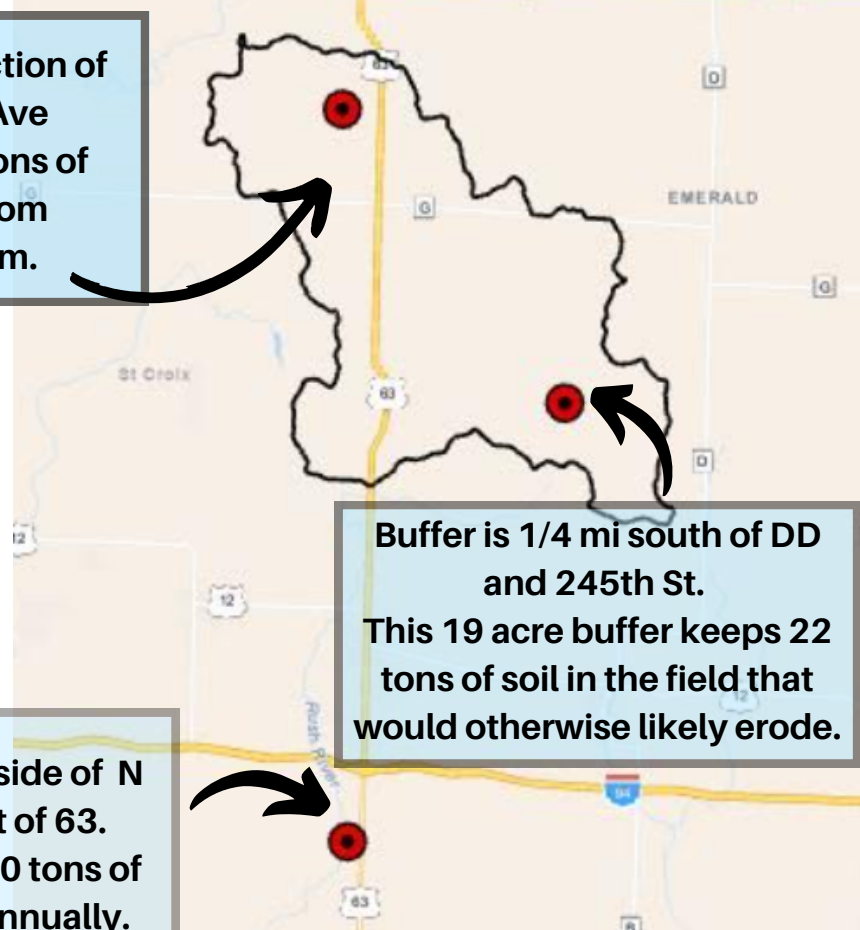 ction of
Ave
ons of
om
m.
63
D
G
G
EMERALD
G
St Croix
63
D
12
12
Buffer is 1/4 mi south of DD
and 245th St.
This 19 acre buffer keeps 22
tons of soil in the field that
would otherwise likely erode.
12
Rush River
side of N
t of 63.
0 tons of
nnually.
94
63
B